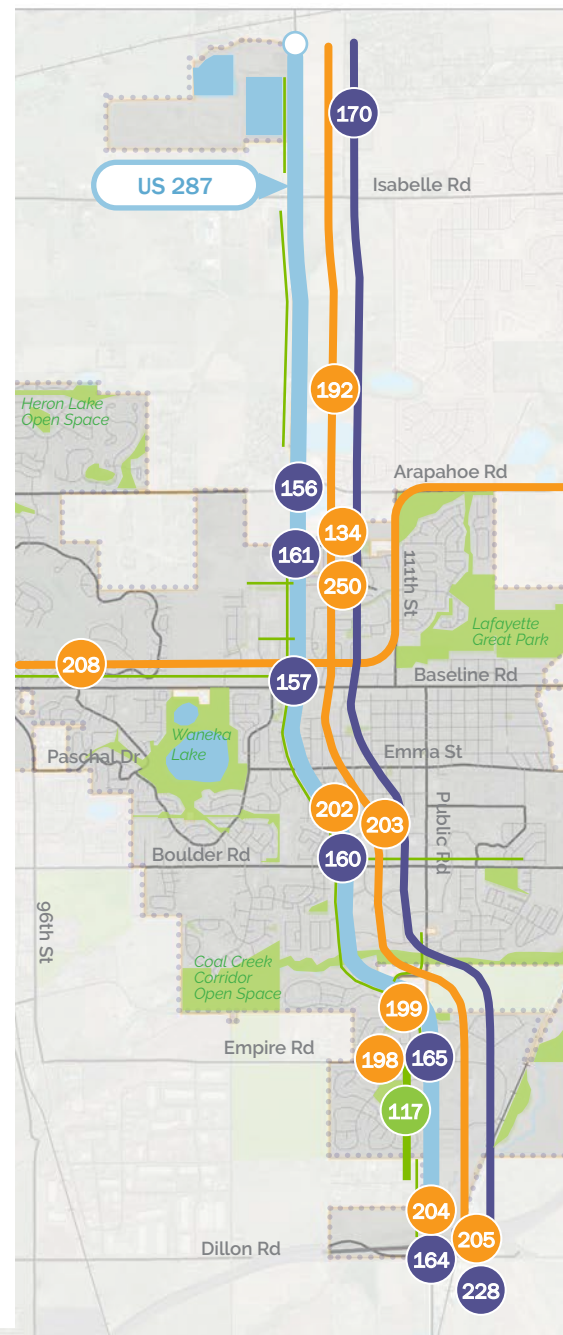 170
US 287
Isabelle Rd
192
Heron Lake
Open Space
Arapahoe Rd
156
134
161
111th St
250
Lafayette
Great Park
208
Baseline Rd
157
Waneka
Lake
Paschal Dr
Emma St
202
203
Public Rd
Boulder Rd
160
96th St
Coal Creek
Corridor
Open Space
199
Empire Rd
198
165
117
204
205
Dillon Rd
164
228